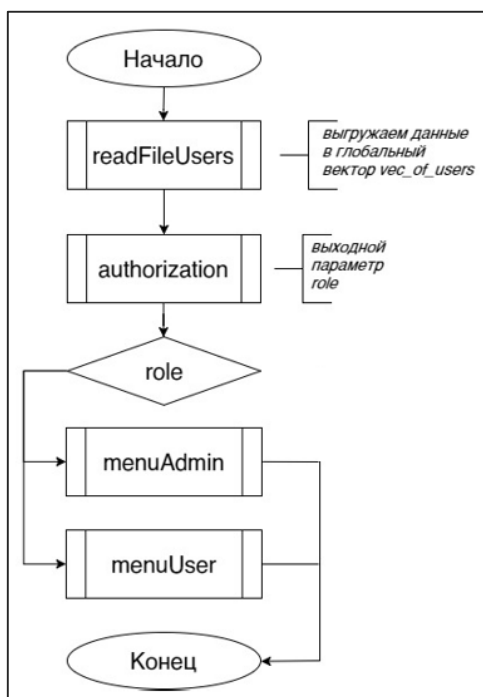 Начало
readFileUsers
выгружаем данные
в глобальный
вектор vec_of_users
authorization
выходной
параметр
role
role
menuAdmin
menuUser
Конец